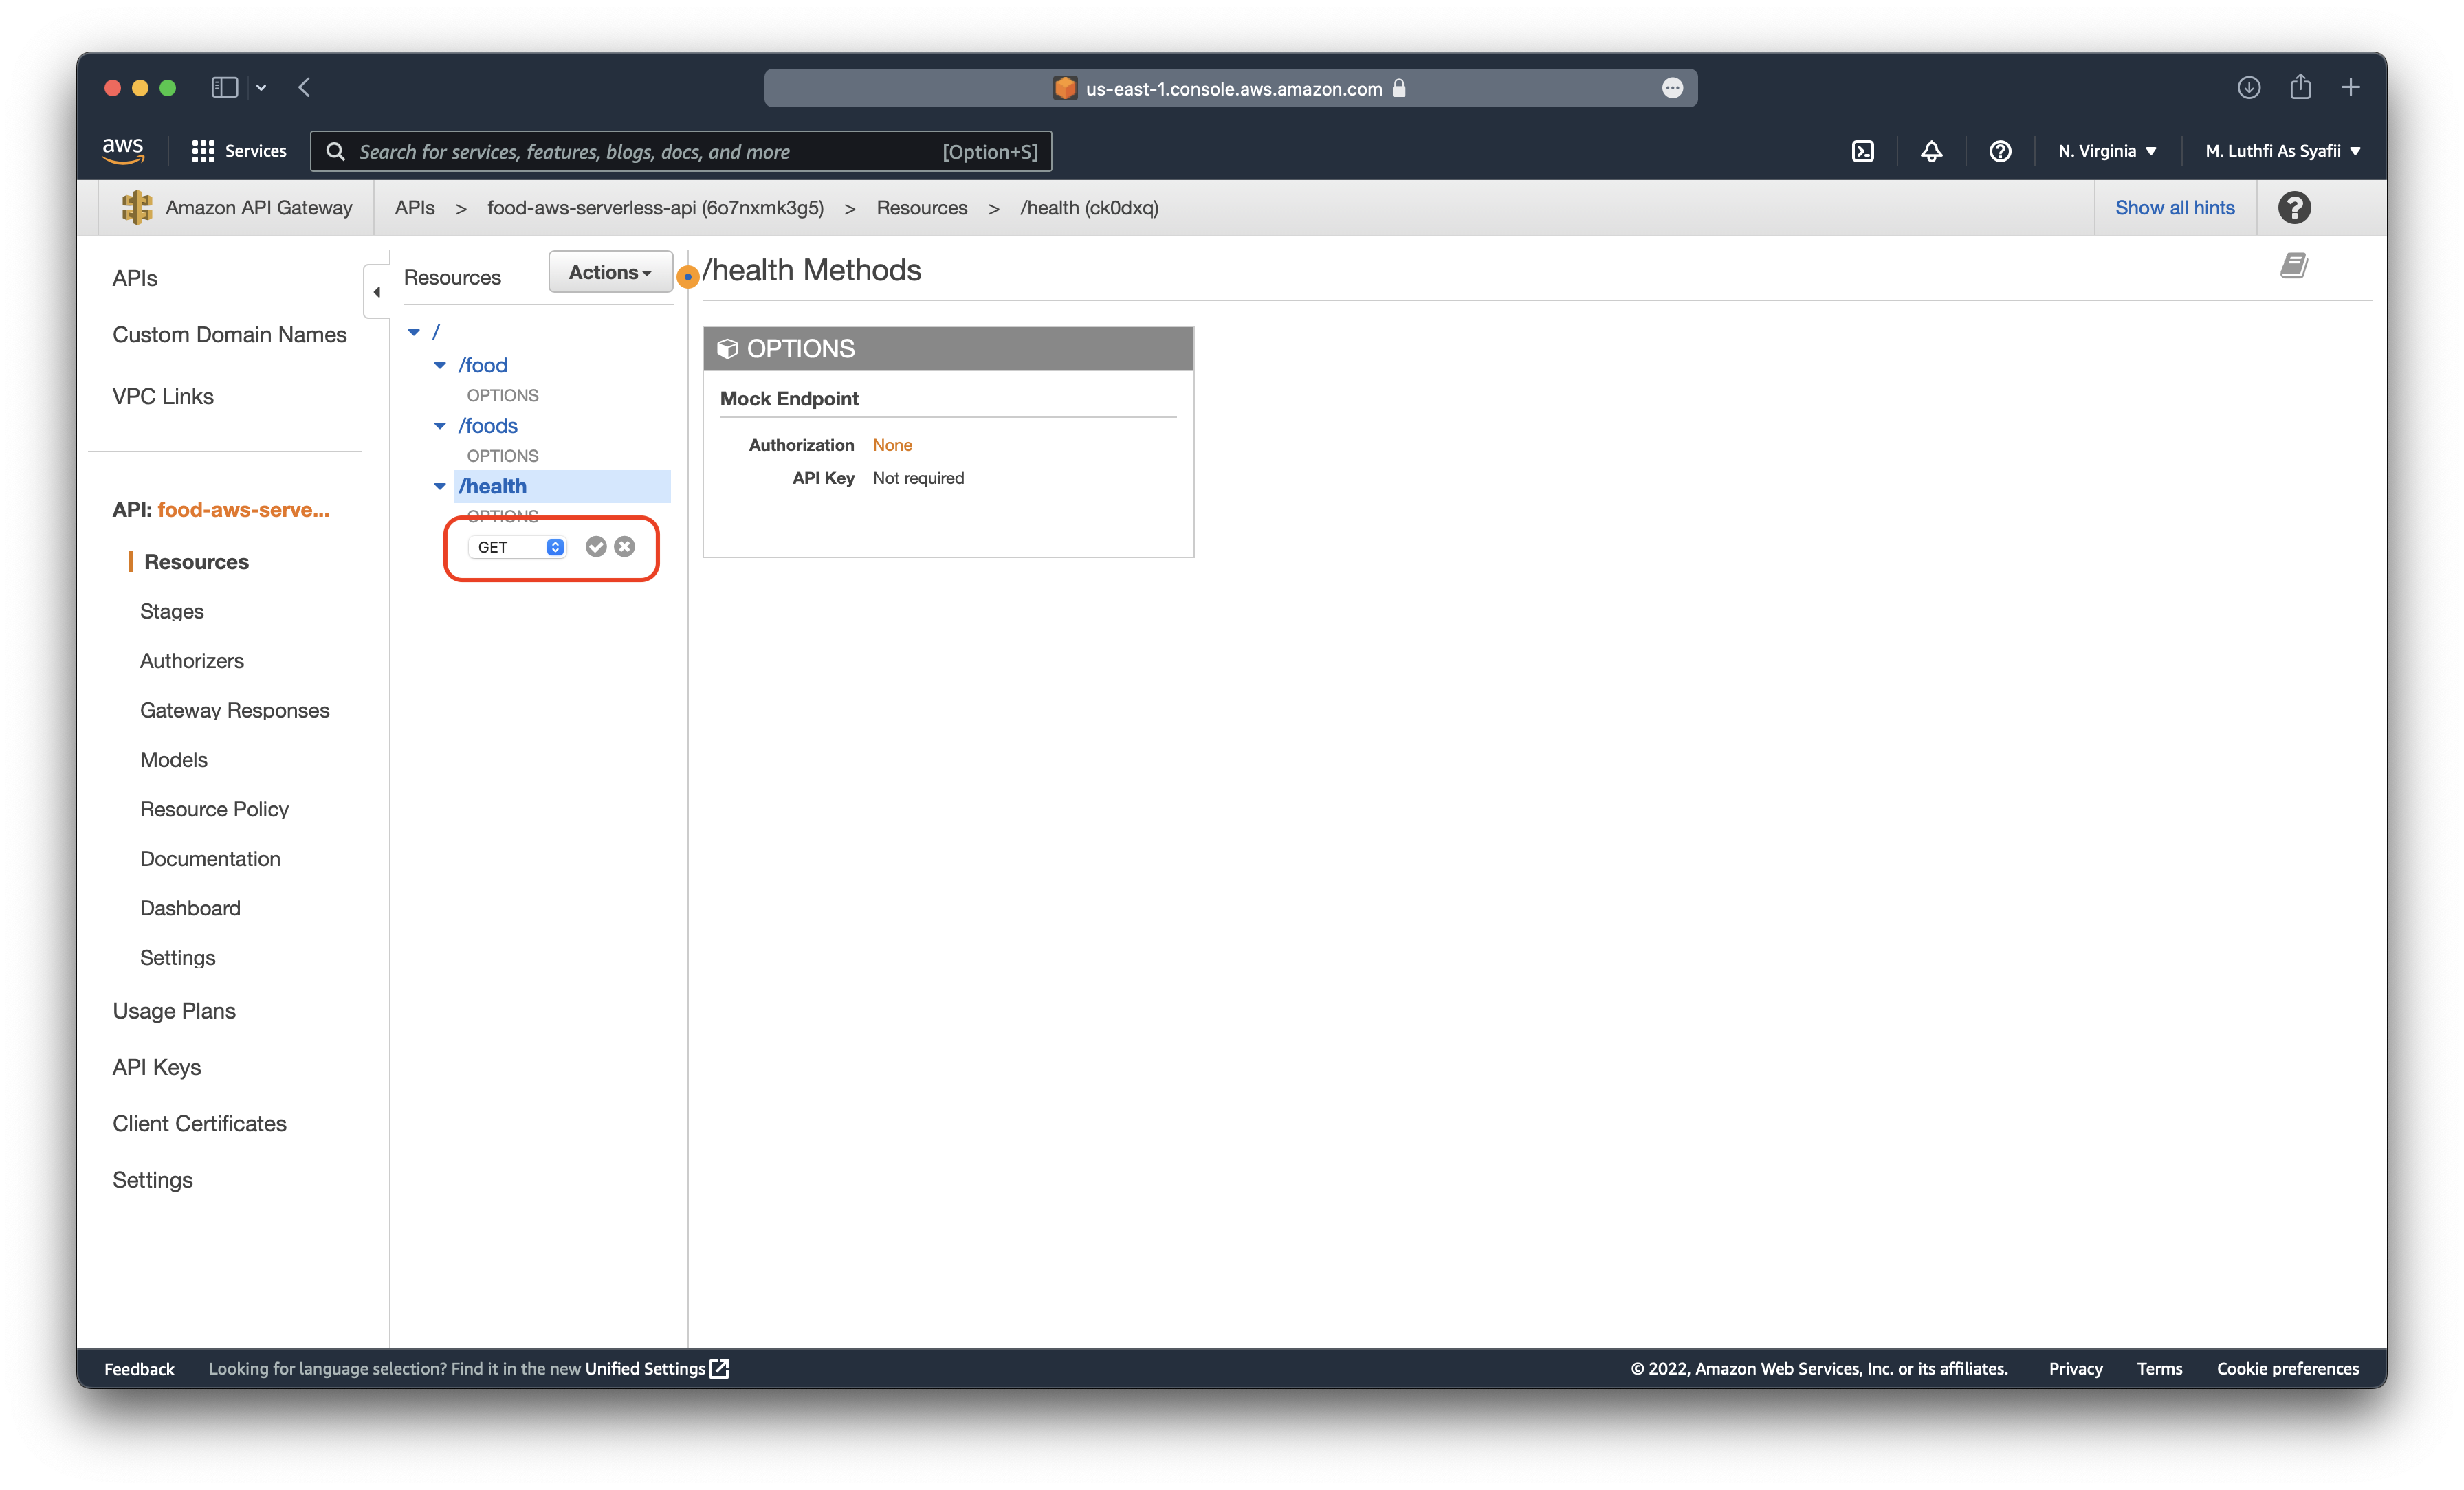 us-east-1.console.aws.amazon.com
aws
Services
Search for services, features, blogs, docs, and more
[Option+S]
N. Virginia
M. Luthfi As Syafii
Amazon API Gateway
APIs > food-aws-serverless-api (6o7nxmk3g5) > Resources > /health (ck0dxq)
Show all hints
APIs
Custom Domain Names
VPC Links
API: food-aws-serve...
Resources
Stages
Authorizers
Gateway Responses
Models
Resource Policy
Documentation
Dashboard
Settings
Usage Plans
API Keys
Client Certificates
Settings
Resources
Actions
/
/food
OPTIONS
/foods
OPTIONS
/health
OPTIONS
GET
/health Methods
OPTIONS
Mock Endpoint
Authorization None
API Key Not required
Feedback
Looking for language selection? Find it in the new Unified Settings
© 2022, Amazon Web Services, Inc. or its affiliates.
Privacy
Terms
Cookie preferences